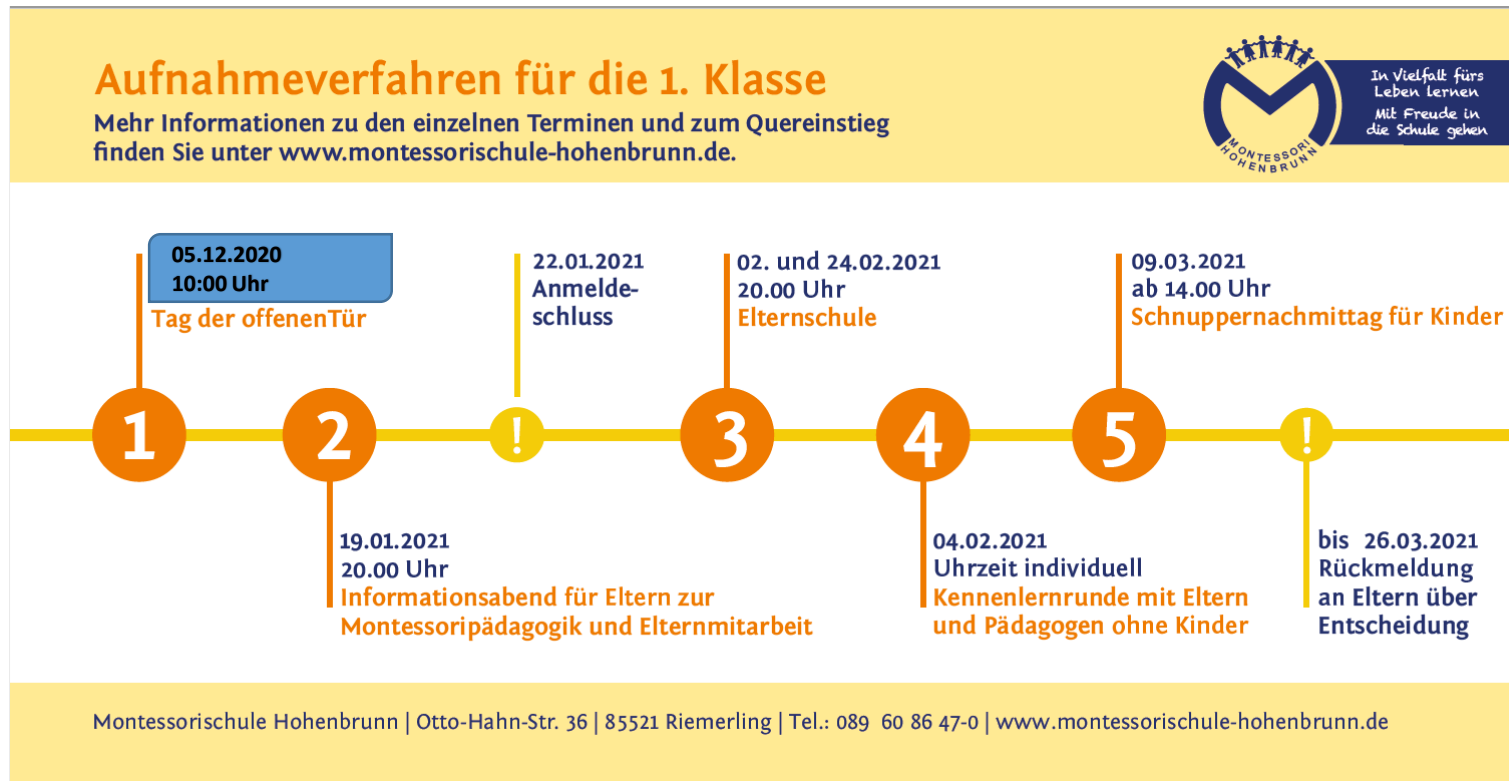 Aufnahmeverfahren für die 1. Klasse
Mehr Informationen zu den einzelnen Terminen und zum Quereinstieg
finden Sie unter www.montessorischule-hohenbrunn.de.
MONTESSORI
HOHENBRUNN
In Vielfalt fürs
Leben lernen
Mit Freude in
die Schule gehen
05.12.2020
10:00 Uhr
Tag der offenenTür
22.01.2021
Anmelde-
schluss
02. und 24.02.2021
20.00 Uhr
Elternschule
09.03.2021
ab 14.00 Uhr
Schnuppernachmittag für Kinder
1
2
!
3
4
5
!
19.01.2021
20.00 Uhr
Informationsabend für Eltern zur
Montessoripädagogik und Elternmitarbeit
04.02.2021
Uhrzeit individuell
Kennenlernrunde mit Eltern
und Pädagogen ohne Kinder
bis 26.03.2021
Rückmeldung
an Eltern über
Entscheidung
Montessorischule Hohenbrunn | Otto-Hahn-Str. 36 | 85521 Riemerling | Tel.: 089 60 86 47-0 | www.montessorischule-hohenbrunn.de